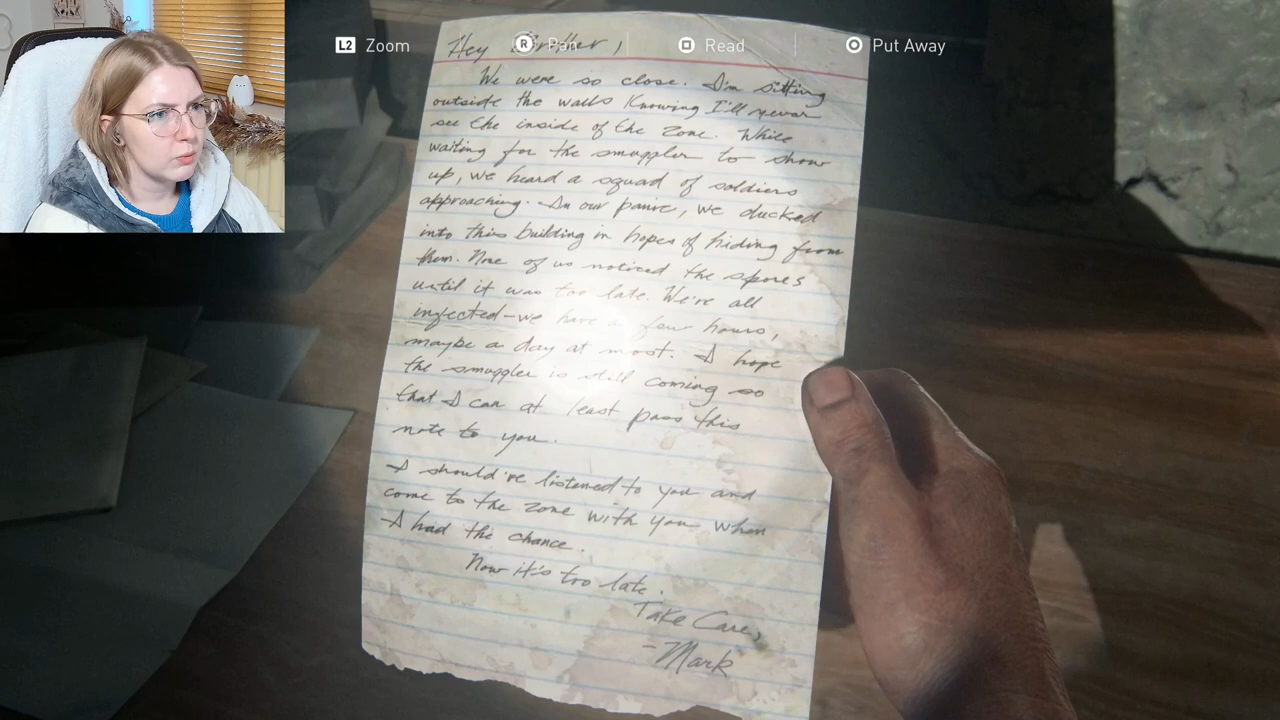 L2 Zoom R Pan Read Put Away
Hey Brother,
We were so close. I'm sitting
outside the walls knowing I'll never
see the inside of the zone. While
waiting for the smuggler to show
up, we heard a squad of soldiers
approaching. In our panic, we ducked
into this building in hopes of hiding from
them. None of us noticed the spores
until it was too late. We're all
infected-we have a few hours,
maybe a day at most. I hope
the smuggler is still coming so
that I can at least pass this
note to you.
I should've listened to you and
come to the zone with you when
I had the chance.
Now it's too late.
Take Care,
-Mark